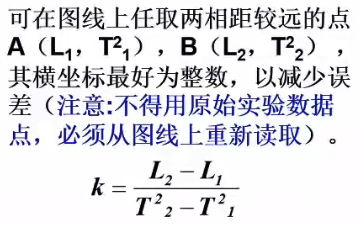 可在图线上任取两相距较远的点
A（L₁，T²₁），B（L₂，T²₂），
其横坐标最好为整数，以减少误
差（注意:不得用原始实验数据
点，必须从图线上重新读取）。
k = (L₂ − L₁) / (T²₂ − T²₁)